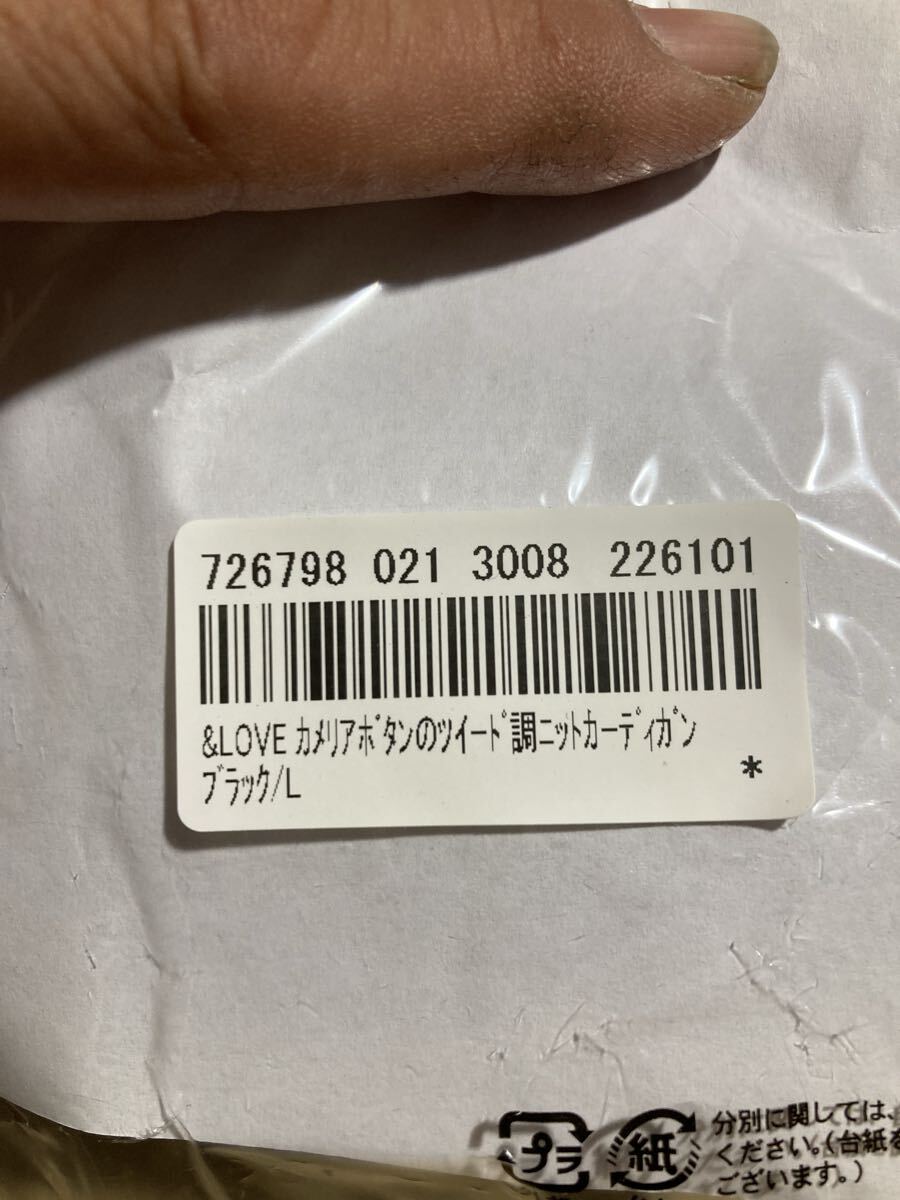 726798 021 3008 226101
&LOVE ｶﾒﾘｱﾎﾞﾀﾝのﾂｲｰﾄﾞ調ﾆｯﾄｶｰﾃﾞｨｶﾞﾝ
ﾌﾞﾗｯｸ/L
*
プラ
紙
分別に関しては、
ください。(台紙を
ございます。)